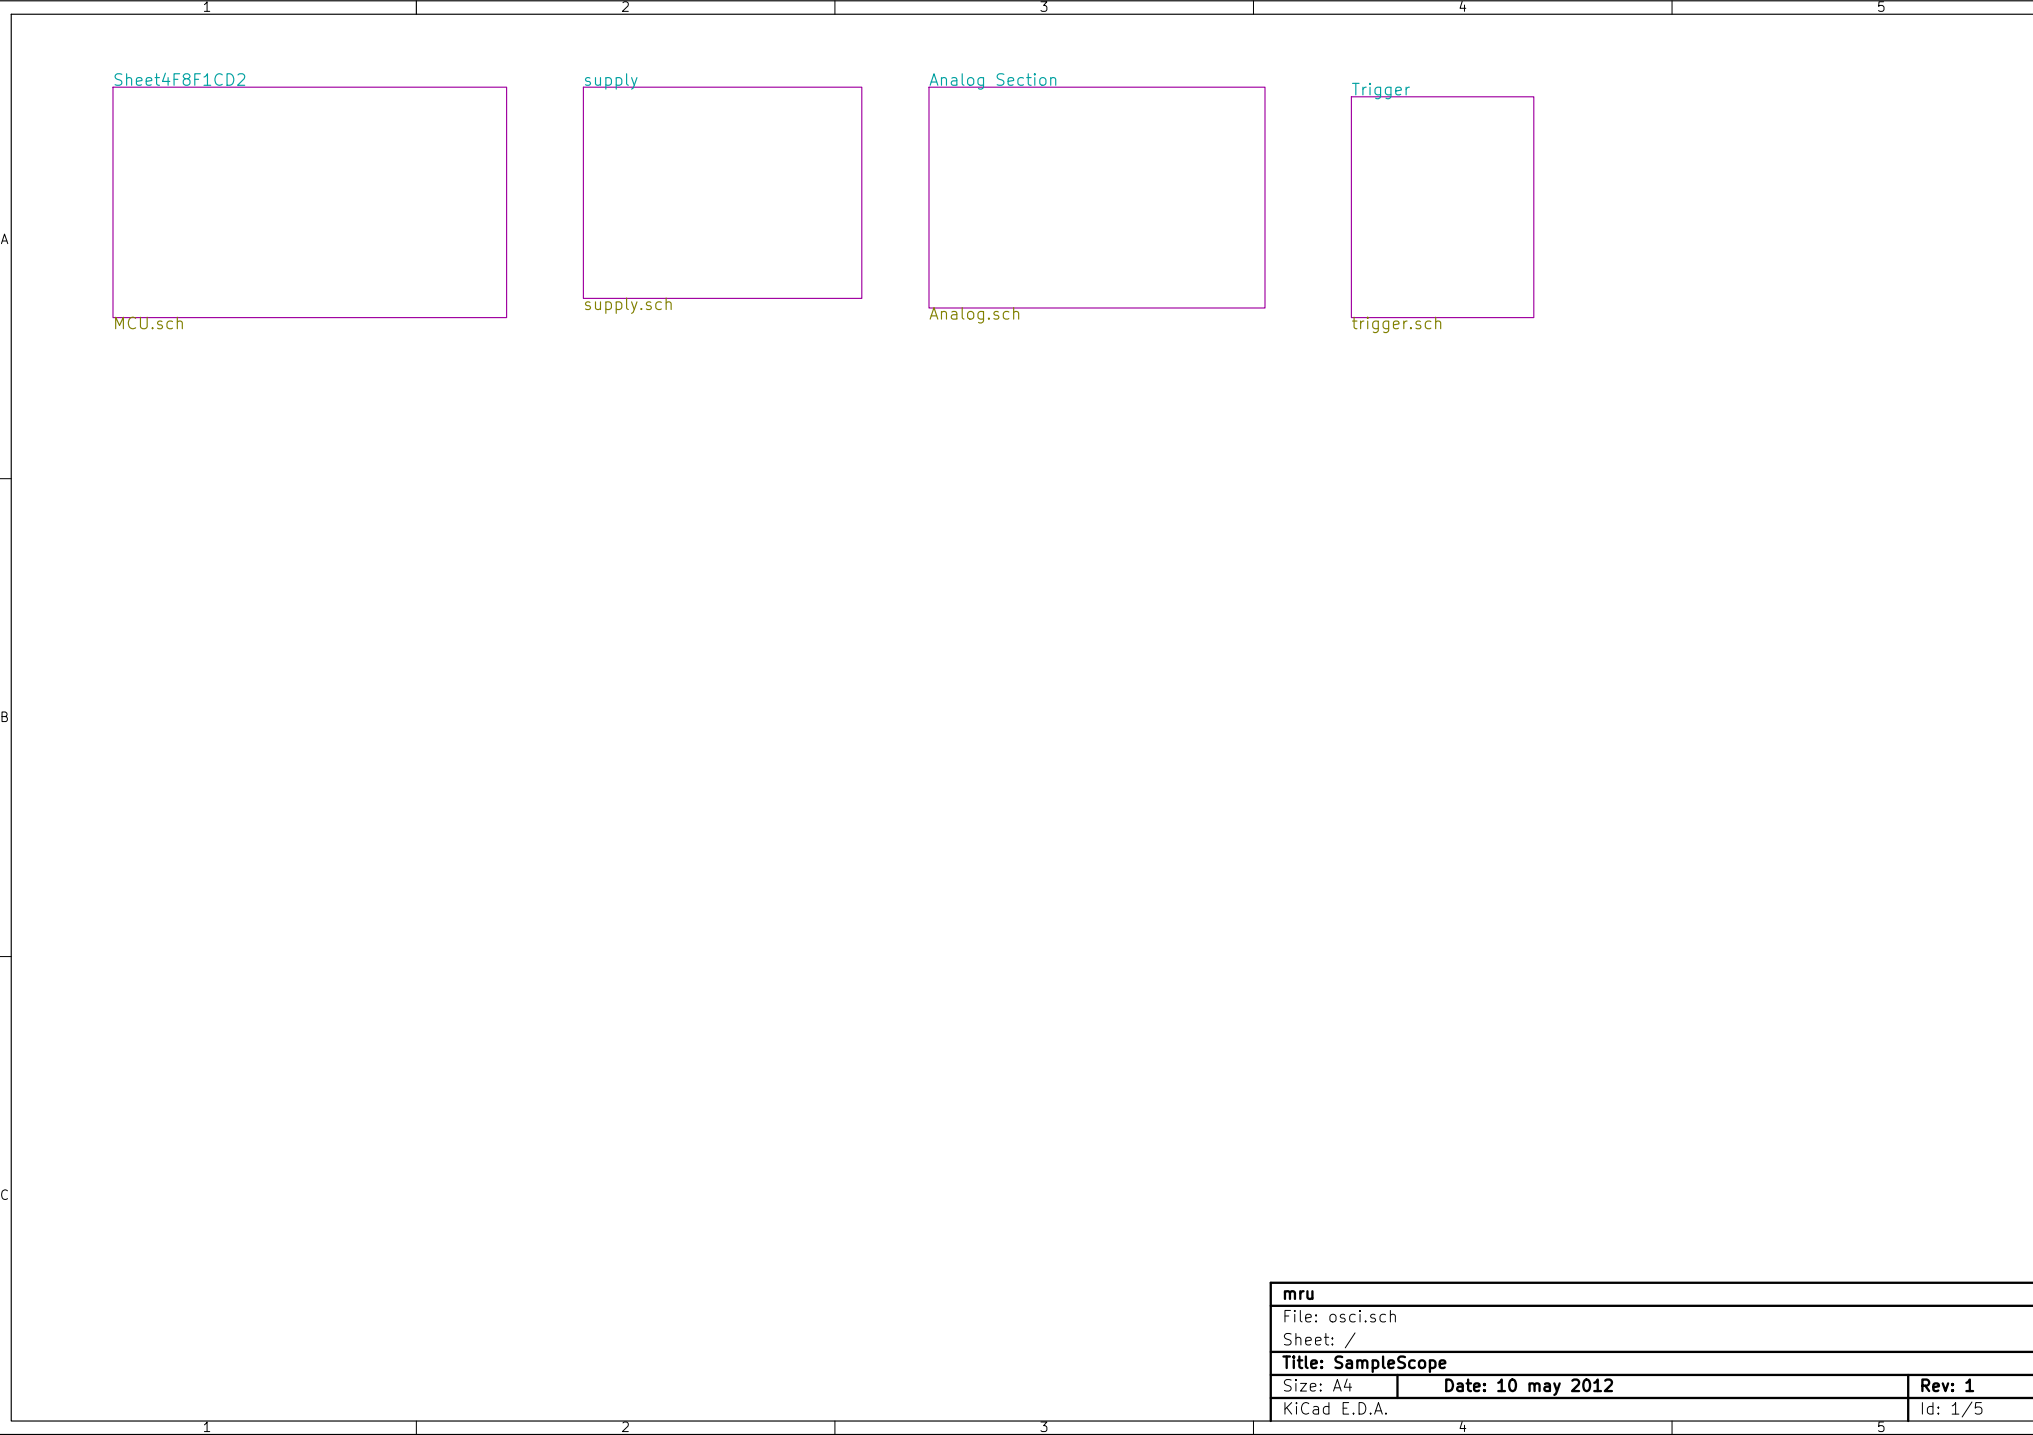 1 2 3 4 5
Sheet4F8F1CD2 supply Analog Section Trigger
A
supply.sch
Analog.sch
MCU.sch trigger.sch
B
C
mru
File: osci.sch
Sheet: /
Title: SampleScope
Size: A4 Date: 10 may 2012 Rev: 1
KiCad E.D.A. Id: 1/5
1 2 3 4 5